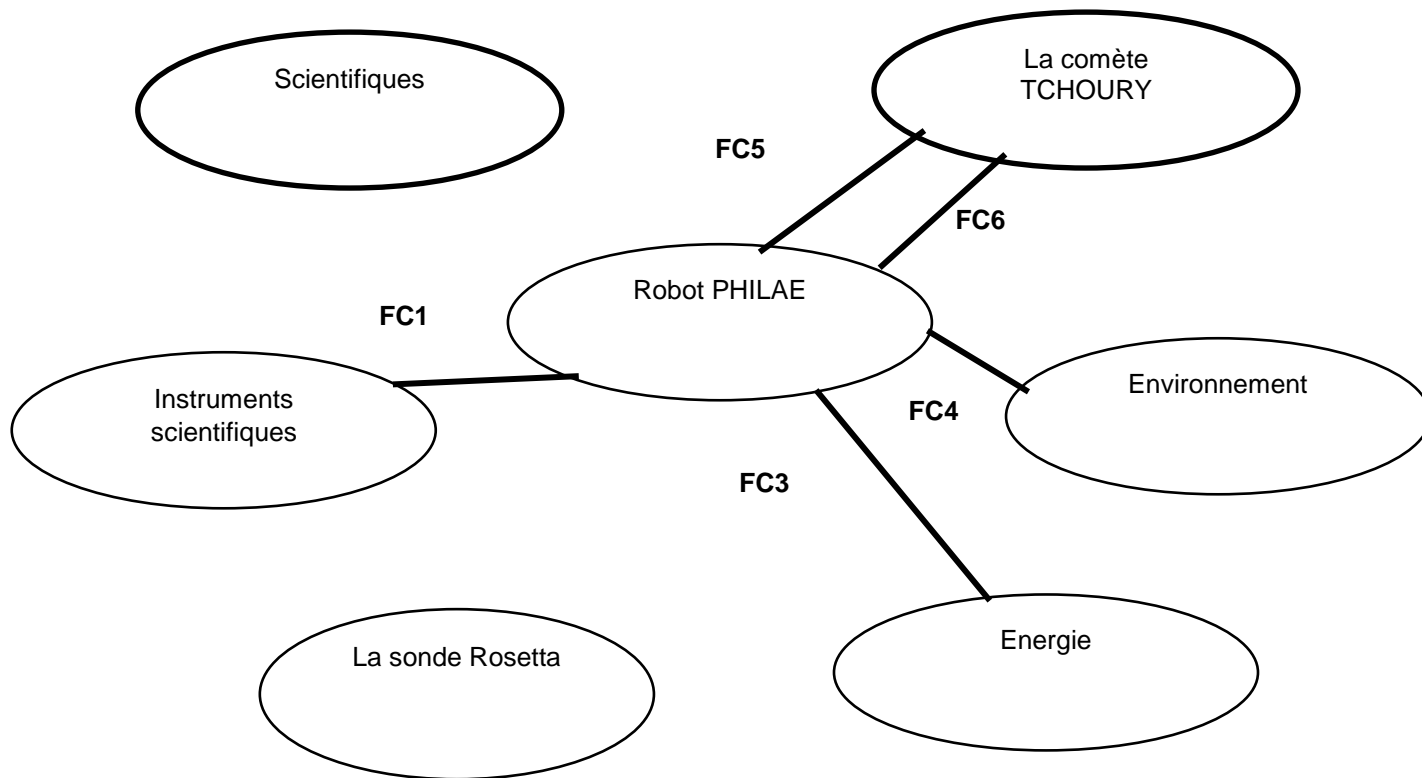 Scientifiques
La comète
TCHOURY
FC5
FC6
Robot PHILAE
FC1
Instruments
scientifiques
Environnement
FC4
FC3
La sonde Rosetta
Energie